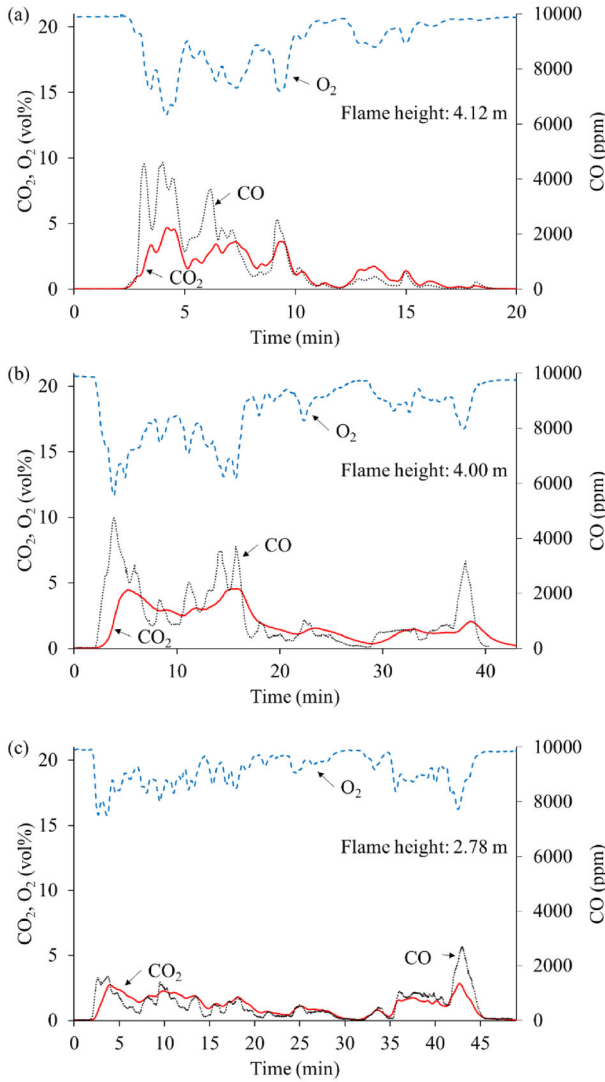 (a)
CO₂, O₂ (vol%)
20
15
10
5
0
10000
8000
6000
4000
2000
0
CO (ppm)
O₂
Flame height: 4.12 m
CO
CO₂
0 5 10 15 20
Time (min)
(b)
CO₂, O₂ (vol%)
20
15
10
5
0
10000
8000
6000
4000
2000
0
CO (ppm)
O₂
Flame height: 4.00 m
CO
CO₂
0 10 20 30 40
Time (min)
(c)
CO₂, O₂ (vol%)
20
15
10
5
0
10000
8000
6000
4000
2000
0
CO (ppm)
O₂
Flame height: 2.78 m
CO₂
CO
0 5 10 15 20 25 30 35 40 45
Time (min)